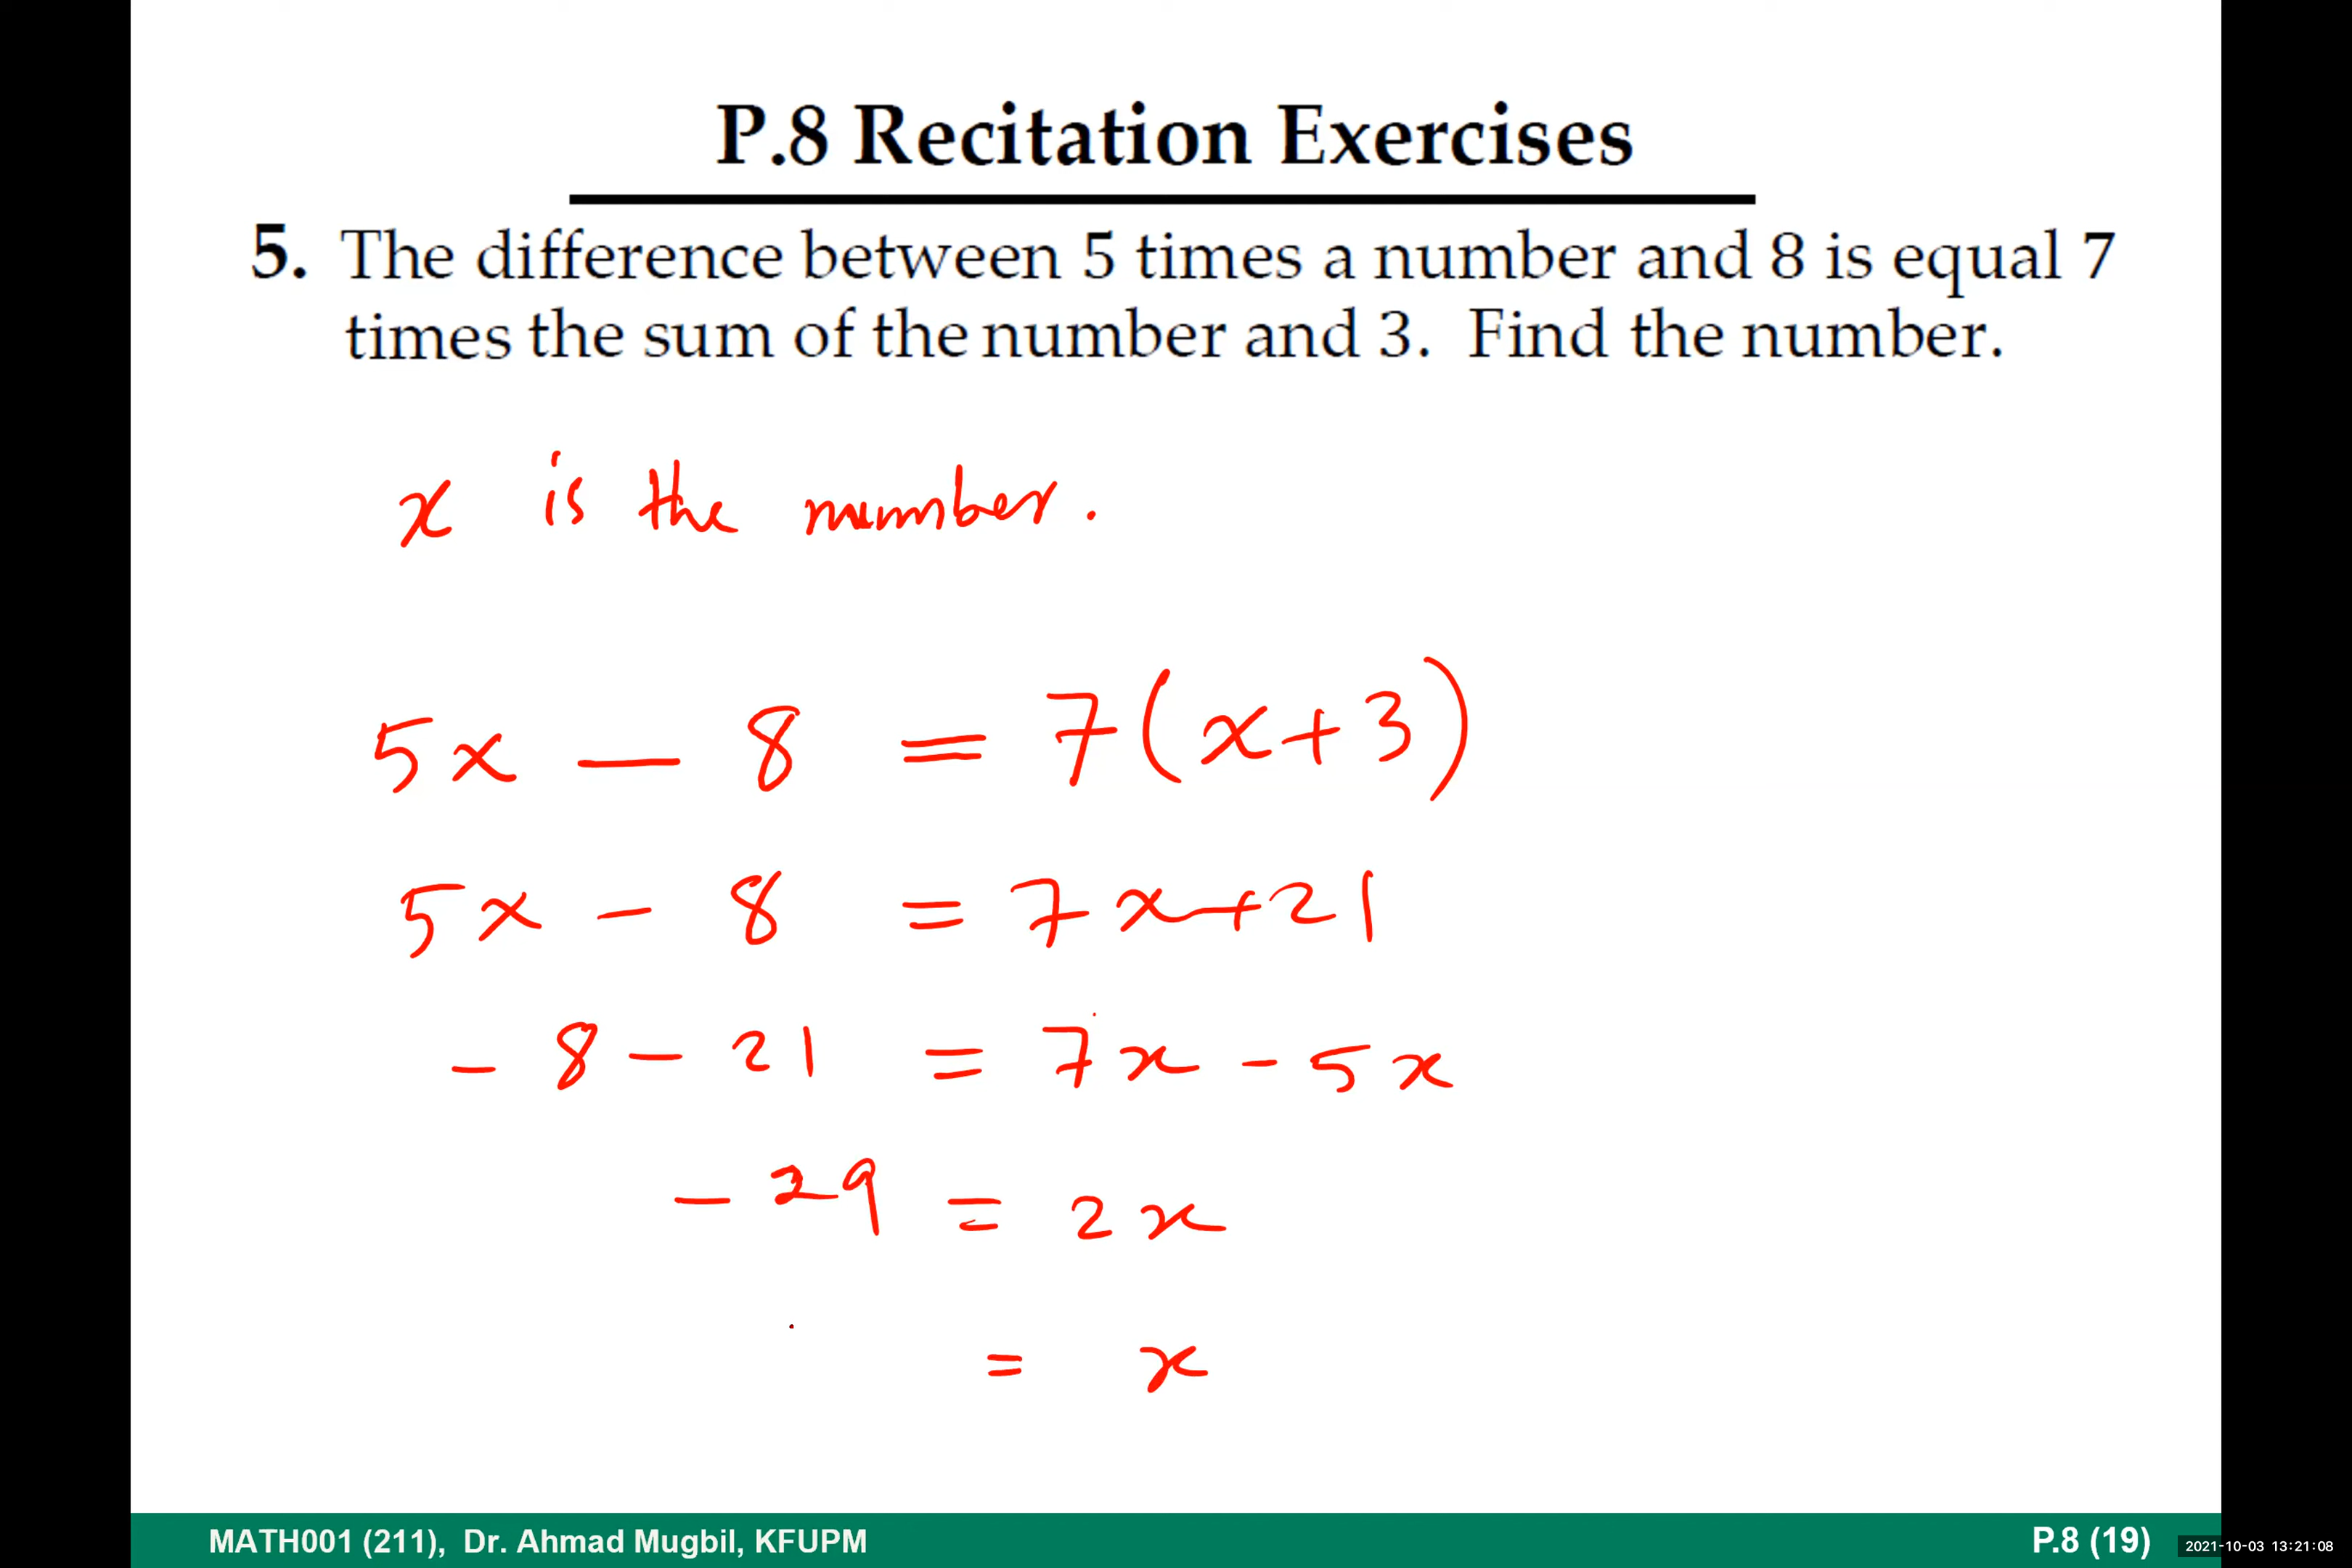 P.8 Recitation Exercises
5. The difference between 5 times a number and 8 is equal 7
times the sum of the number and 3. Find the number.
x is the number.
5x — 8 = 7(x+3)
5x - 8 = 7x+21
- 8 - 21 = 7x - 5x
- 29 = 2x
= x
MATH001 (211), Dr. Ahmad Mugbil, KFUPM
P.8 (19)
2021-10-03 13:21:08